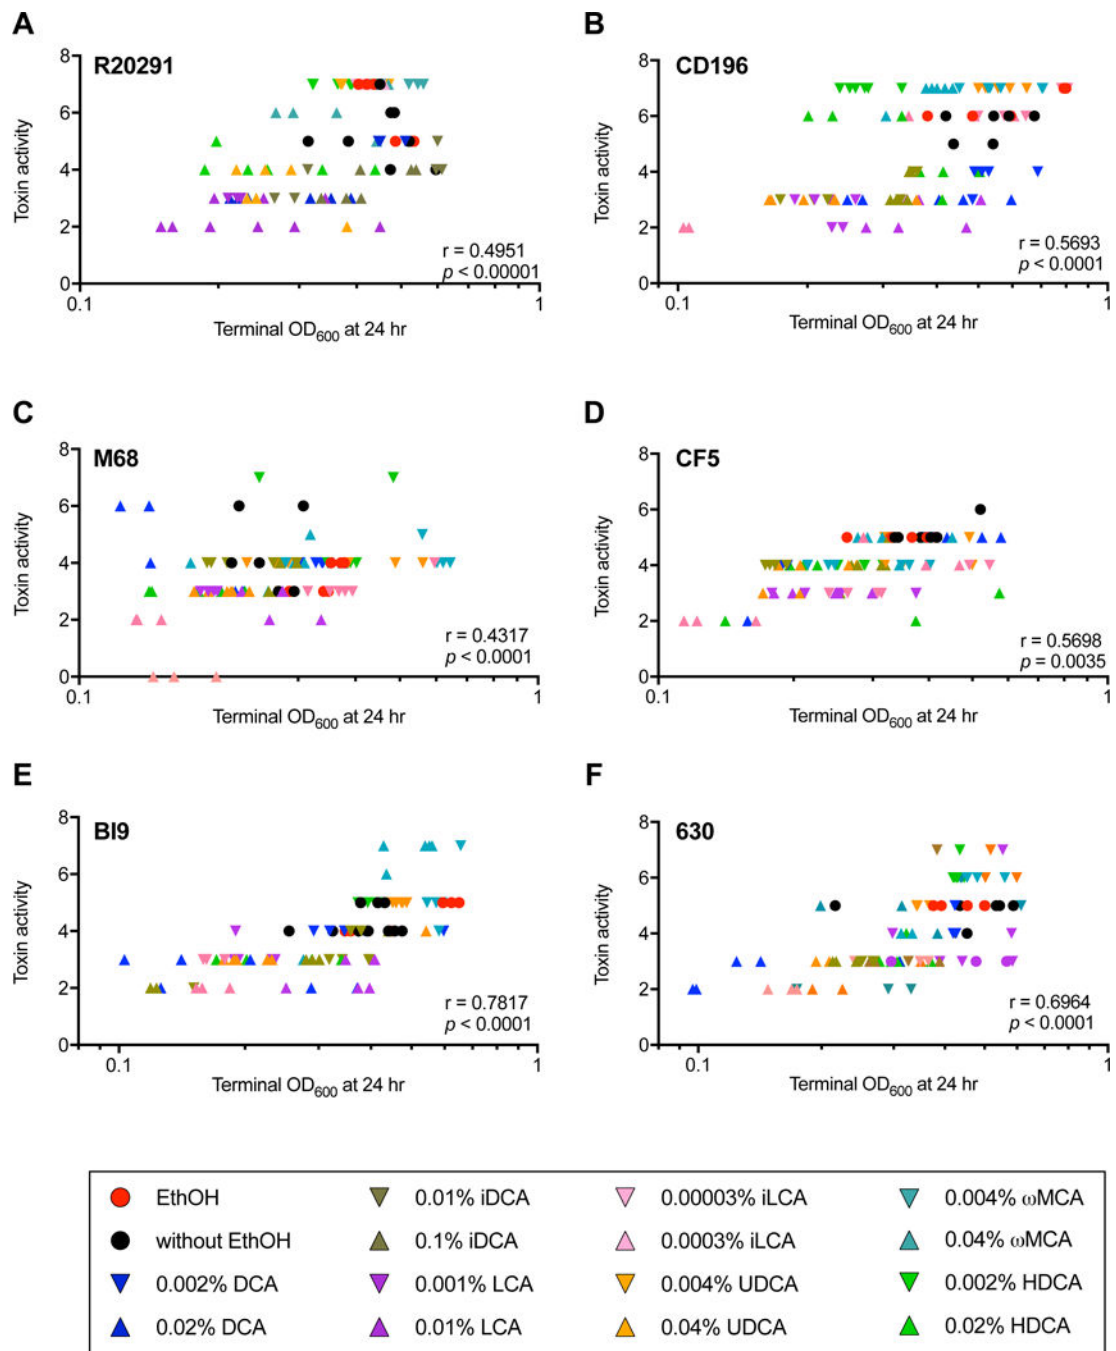 A
R20291
8
6
4
2
0
Toxin activity
r = 0.4951
p < 0.00001
0.1
1
Terminal OD600 at 24 hr
B
CD196
8
6
4
2
0
Toxin activity
r = 0.5693
p < 0.0001
0.1
1
Terminal OD600 at 24 hr
C
M68
8
6
4
2
0
Toxin activity
r = 0.4317
p < 0.0001
0.1
1
Terminal OD600 at 24 hr
D
CF5
8
6
4
2
0
Toxin activity
r = 0.5698
p = 0.0035
0.1
1
Terminal OD600 at 24 hr
E
BI9
8
6
4
2
0
Toxin activity
r = 0.7817
p < 0.0001
0.1
1
Terminal OD600 at 24 hr
F
630
8
6
4
2
0
Toxin activity
r = 0.6964
p < 0.0001
0.1
1
Terminal OD600 at 24 hr
EthOH
without EthOH
0.002% DCA
0.02% DCA
0.01% iDCA
0.1% iDCA
0.001% LCA
0.01% LCA
0.00003% iLCA
0.0003% iLCA
0.004% UDCA
0.04% UDCA
0.004% ωMCA
0.04% ωMCA
0.002% HDCA
0.02% HDCA